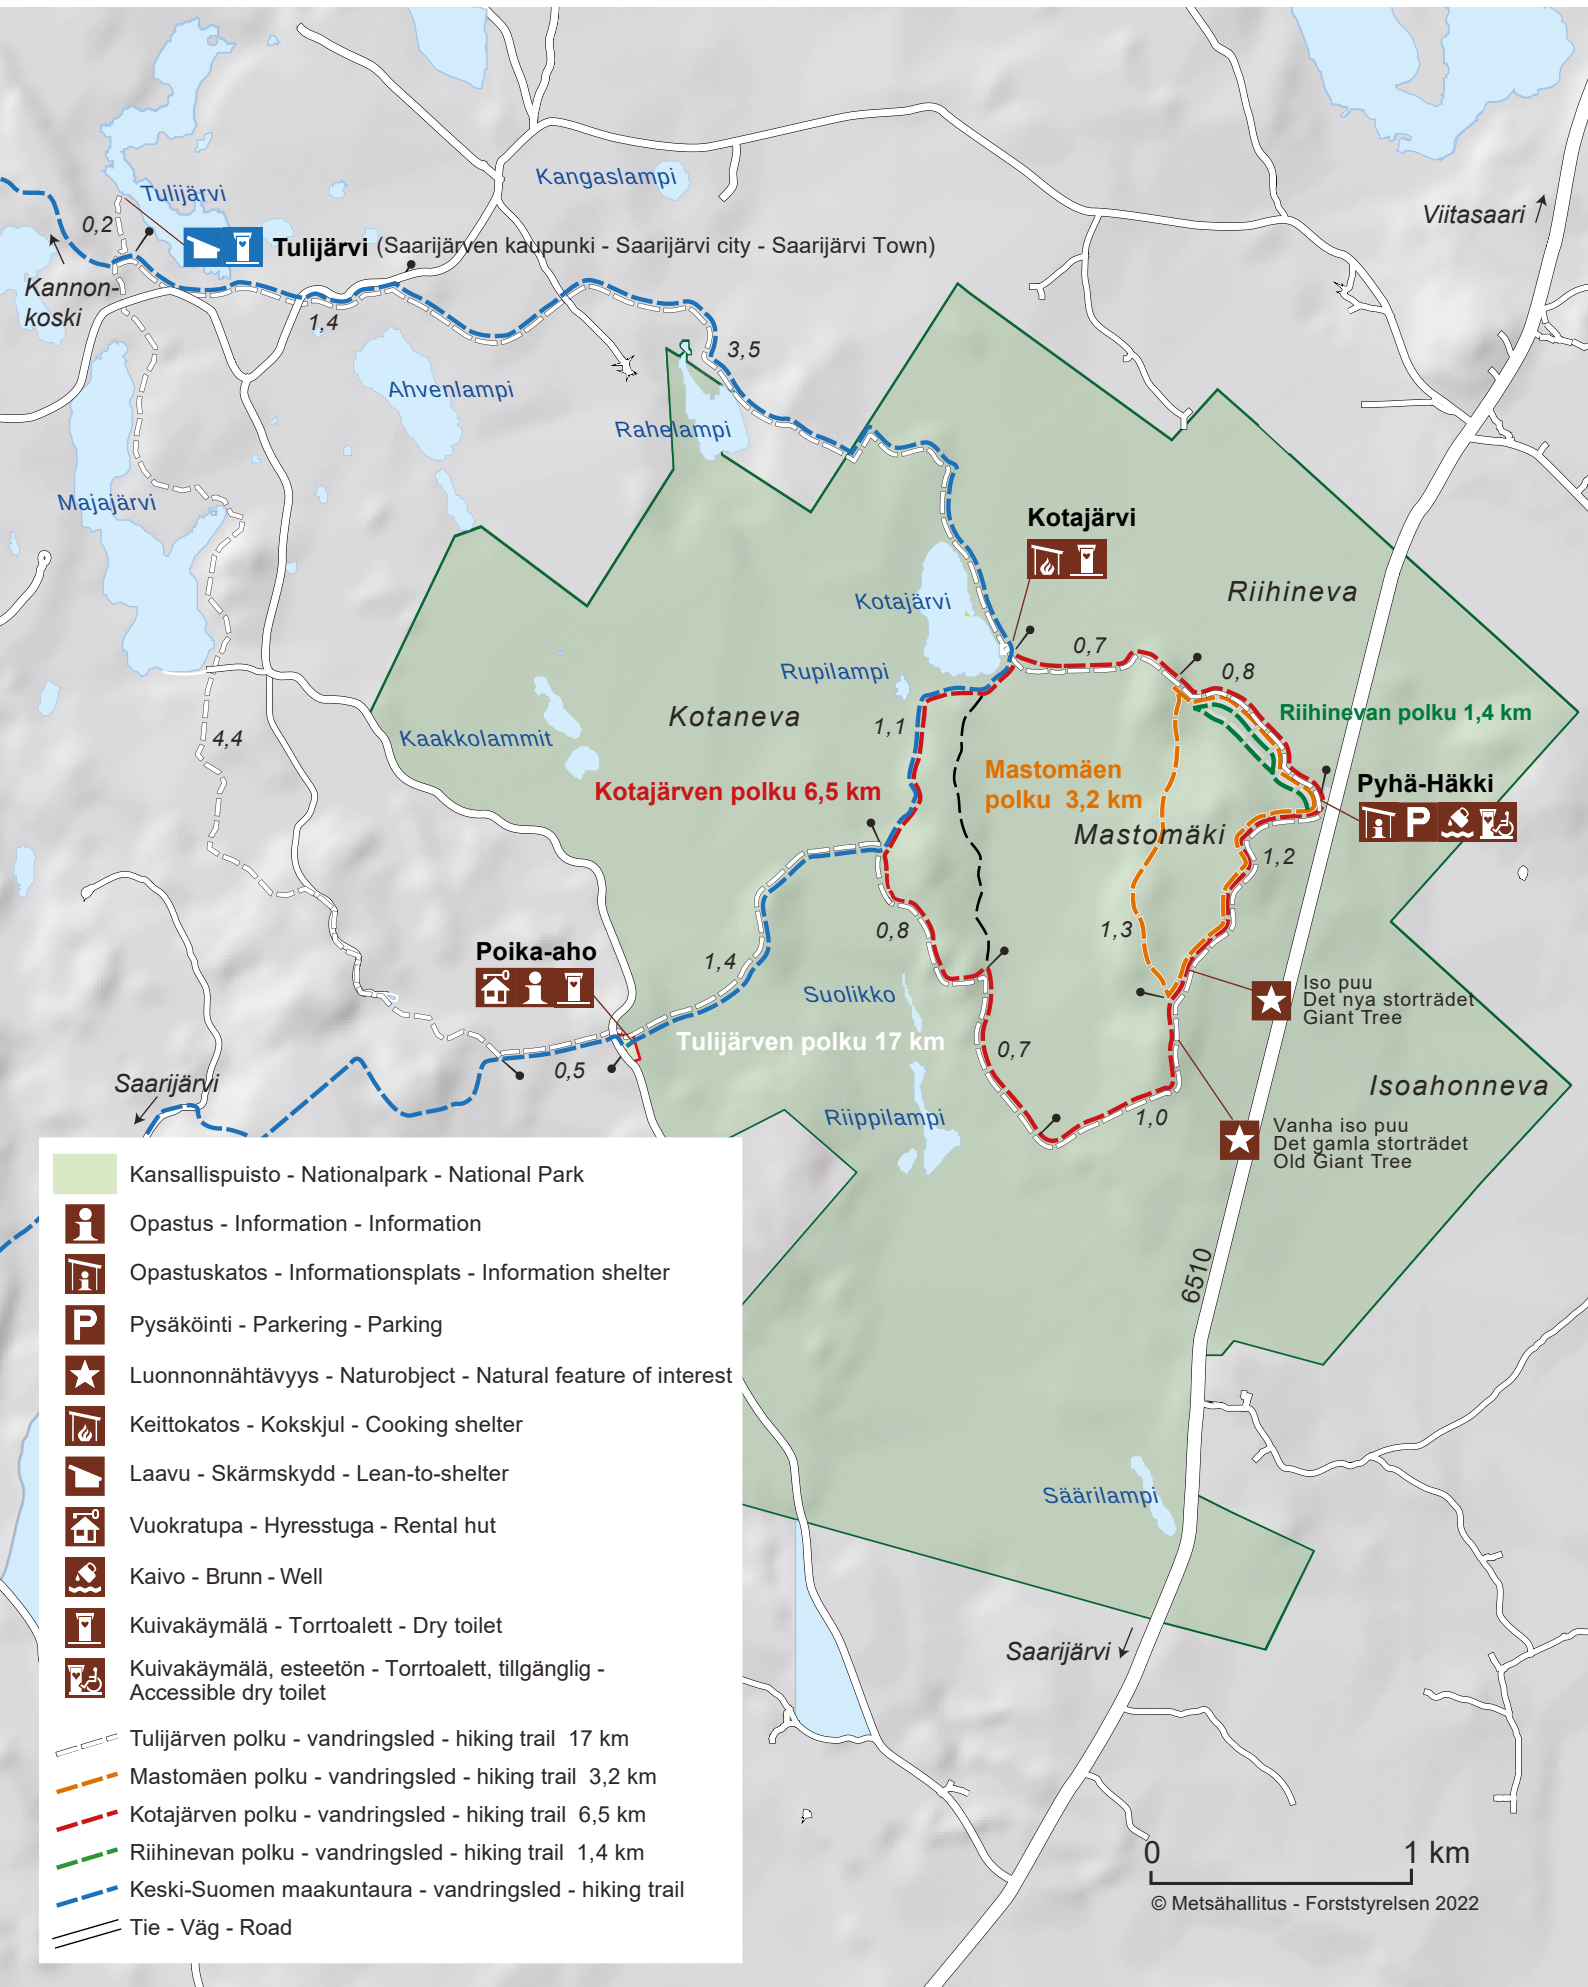 Kangaslampi
Tulijärvi
Viitasaari
0,2
Tulijärvi (Saarijärven kaupunki - Saarijärvi city - Saarijärvi Town)
Kannon-
koski
1,4
3,5
Ahvenlampi
Rahelampi
Majajärvi
Kotajärvi
Riihineva
Kotajärvi
0,7
0,8
Rupilampi
Kotaneva
1,1
Riihinevan polku 1,4 km
4,4
Kaakkolammit
Mastomäen
polku 3,2 km
Kotajärven polku 6,5 km
Pyhä-Häkki
P
Mastomäki
1,2
0,8
1,3
Poika-aho
1,4
Suolikko
Iso puu
Det nya storträdet
Giant Tree
Tulijärven polku 17 km
0,7
0,5
Saarijärvi
Isoahonneva
Riippilampi
1,0
Vanha iso puu
Det gamla storträdet
Old Giant Tree
6510
Säärilampi
Saarijärvi
Kansallispuisto - Nationalpark - National Park
Opastus - Information - Information
Opastuskatos - Informationsplats - Information shelter
P Pysäköinti - Parkering - Parking
Luonnonnähtävyys - Naturobject - Natural feature of interest
Keittokatos - Kokskjul - Cooking shelter
Laavu - Skärmskydd - Lean-to-shelter
Vuokratupa - Hyresstuga - Rental hut
Kaivo - Brunn - Well
Kuivakäymälä - Torrtoalett - Dry toilet
Kuivakäymälä, esteetön - Torrtoalett, tillgänglig -
Accessible dry toilet
Tulijärven polku - vandringsled - hiking trail 17 km
Mastomäen polku - vandringsled - hiking trail 3,2 km
Kotajärven polku - vandringsled - hiking trail 6,5 km
Riihinevan polku - vandringsled - hiking trail 1,4 km
Keski-Suomen maakuntaura - vandringsled - hiking trail
Tie - Väg - Road
0 1 km
© Metsähallitus - Forststyrelsen 2022